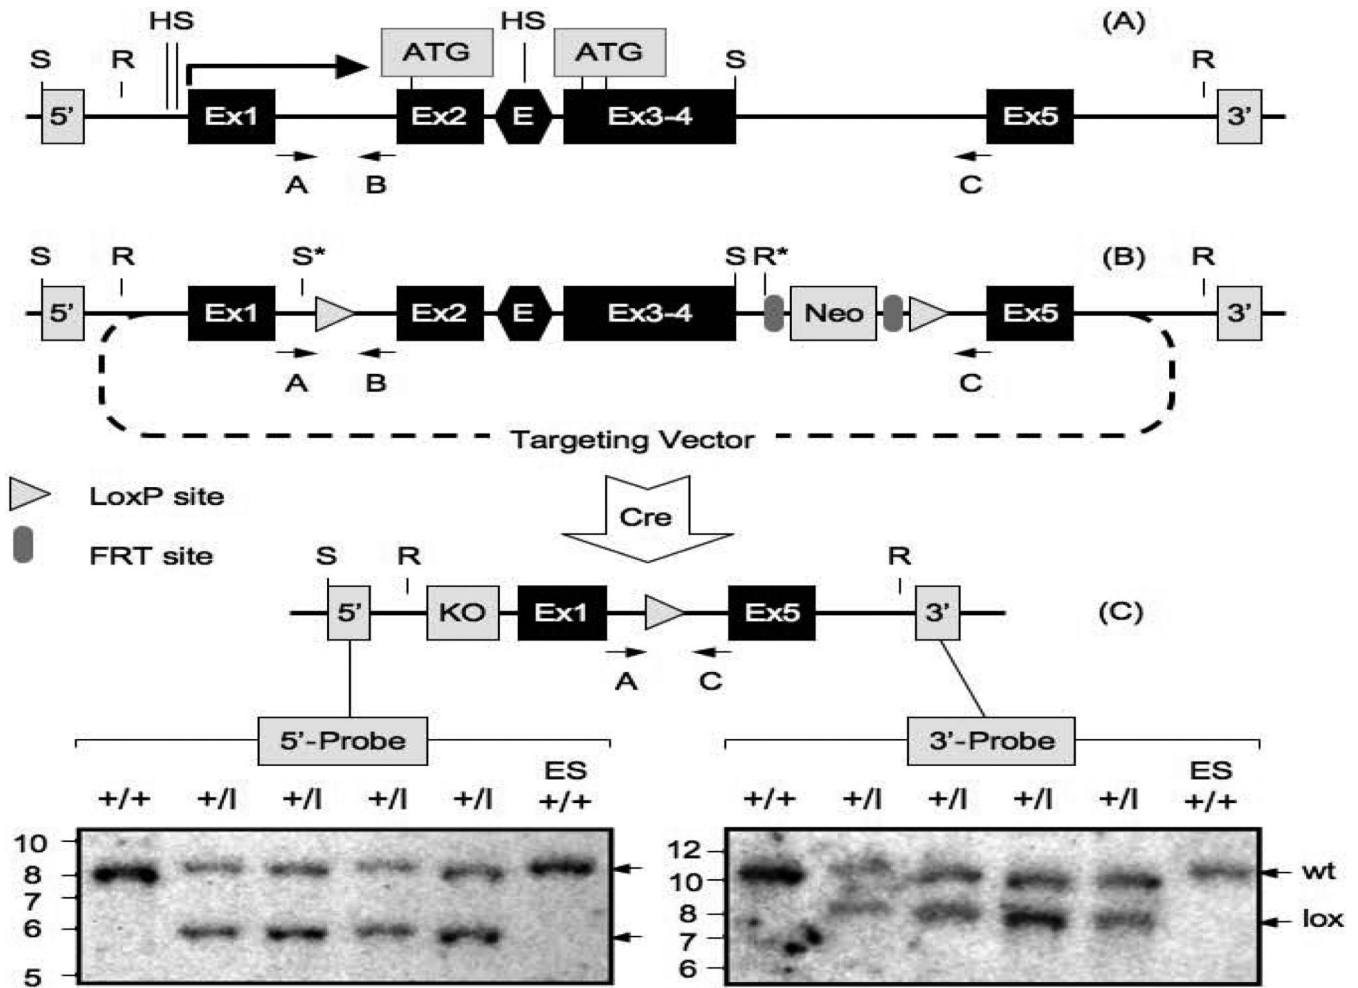 HS HS (A)
S R ATG ATG S R
5' Ex1 Ex2 E Ex3-4 Ex5 3'
A B C
S R S* S R* (B) R
5' Ex1 Ex2 E Ex3-4 Neo Ex5 3'
A B C
Targeting Vector
LoxP site
Cre
FRT site
S R R
5' KO Ex1 Ex5 3' (C)
A C
5'-Probe 3'-Probe
ES ES
+/+ +/l +/l +/l +/l +/+ +/+ +/l +/l +/l +/l +/+
10 12
8 10 wt
7 8 lox
6 7
5 6